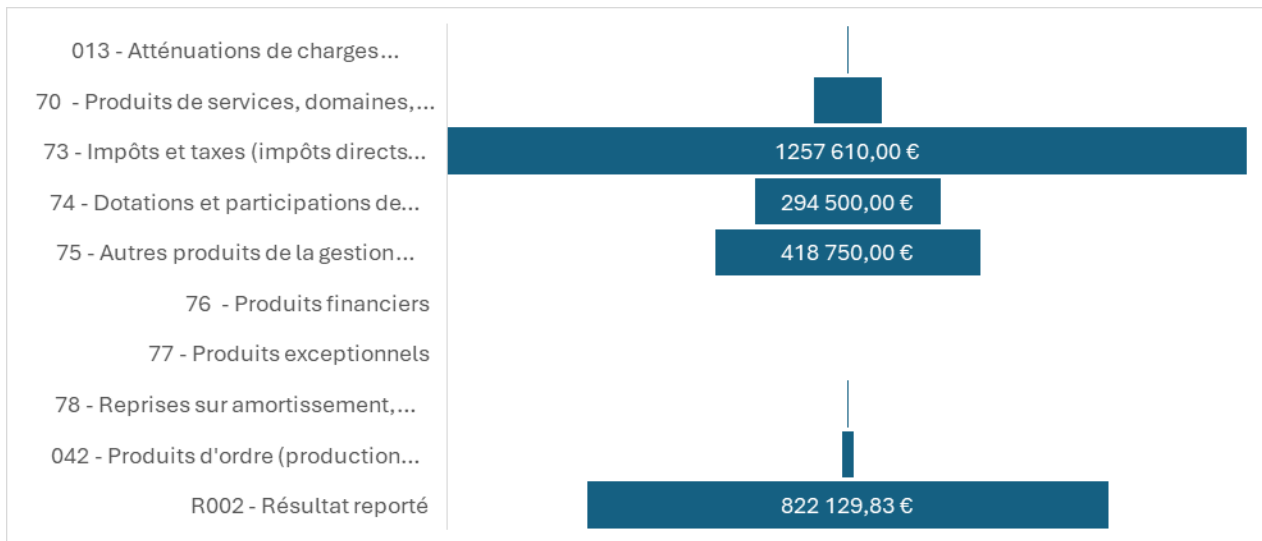 013 - Atténuations de charges...
70  - Produits de services, domaines,...
73 - Impôts et taxes (impôts directs...
1257 610,00 €
74 - Dotations et participations de...
294 500,00 €
75 - Autres produits de la gestion...
418 750,00 €
76  - Produits financiers
77 - Produits exceptionnels
78 - Reprises sur amortissement,...
042 - Produits d'ordre (production...
R002 - Résultat reporté
822 129,83 €